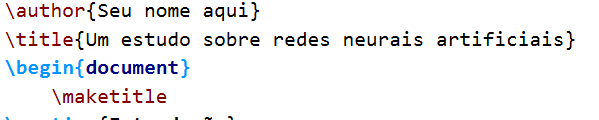 \author{Seu nome aqui}
\title{Um estudo sobre redes neurais artificiais}
\begin{document}
\maketitle